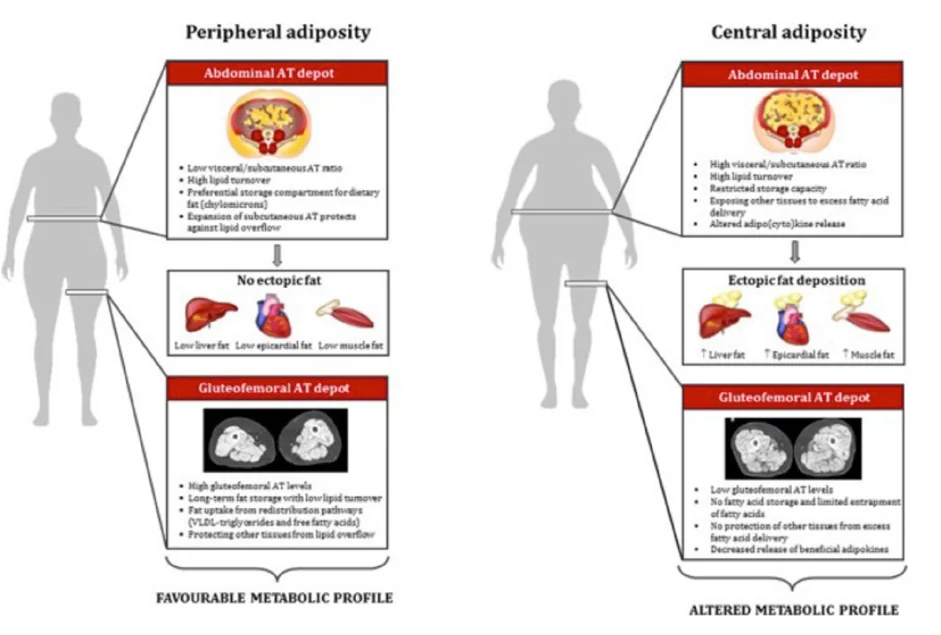 Peripheral adiposity
Abdominal AT depot
• Low visceral/subcutaneous AT ratio
• High lipid turnover
• Preferential storage compartment for dietary
fat (chylomicrons)
• Expansion of subcutaneous AT protects
against lipid overflow
No ectopic fat
Low liver fat Low epicardial fat Low muscle fat
Gluteofemoral AT depot
• High gluteofemoral AT levels
• Long-term fat storage with low lipid turnover
• Fat uptake from redistribution pathways
(VLDL-triglycerides and free fatty acids)
• Protecting other tissues from lipid overflow
FAVOURABLE METABOLIC PROFILE
Central adiposity
Abdominal AT depot
• High visceral/subcutaneous AT ratio
• High lipid turnover
• Restricted storage capacity
• Exposing other tissues to excess fatty acid
delivery
• Altered adipo(cyto)kine release
Ectopic fat deposition
↑ Liver fat ↑ Epicardial fat ↑ Muscle fat
Gluteofemoral AT depot
• Low gluteofemoral AT levels
• No fatty acid storage and limited entrapment
of fatty acids
• No protection of other tissues from excess
fatty acid delivery
• Decreased release of beneficial adipokines
ALTERED METABOLIC PROFILE